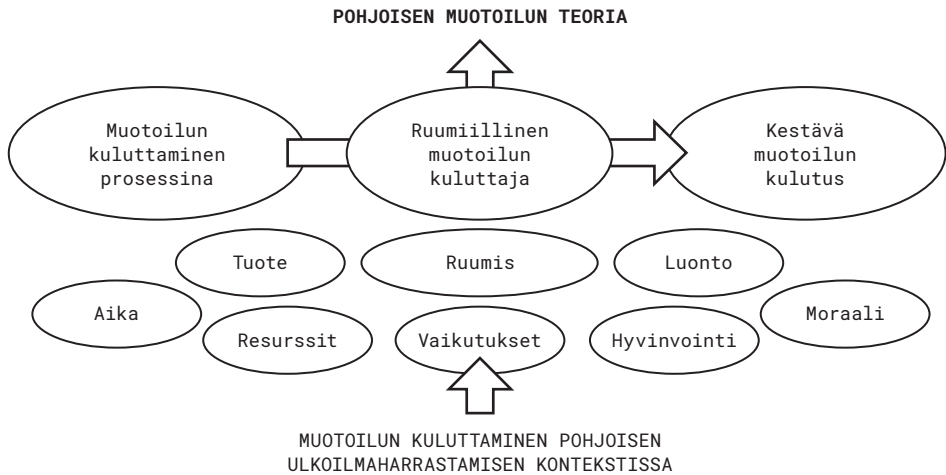 POHJOISEN MUOTOILUN TEORIA
Muotoilun
kuluttaminen
prosessina
Ruumiillinen
muotoilun
kuluttaja
Kestävä
muotoilun
kulutus
Tuote
Ruumis
Luonto
Aika
Moraali
Resurssit
Vaikutukset
Hyvinvointi
MUOTOILUN KULUTTAMINEN POHJOISEN
ULKOILMAHARRASTAMISEN KONTEKSTISSA